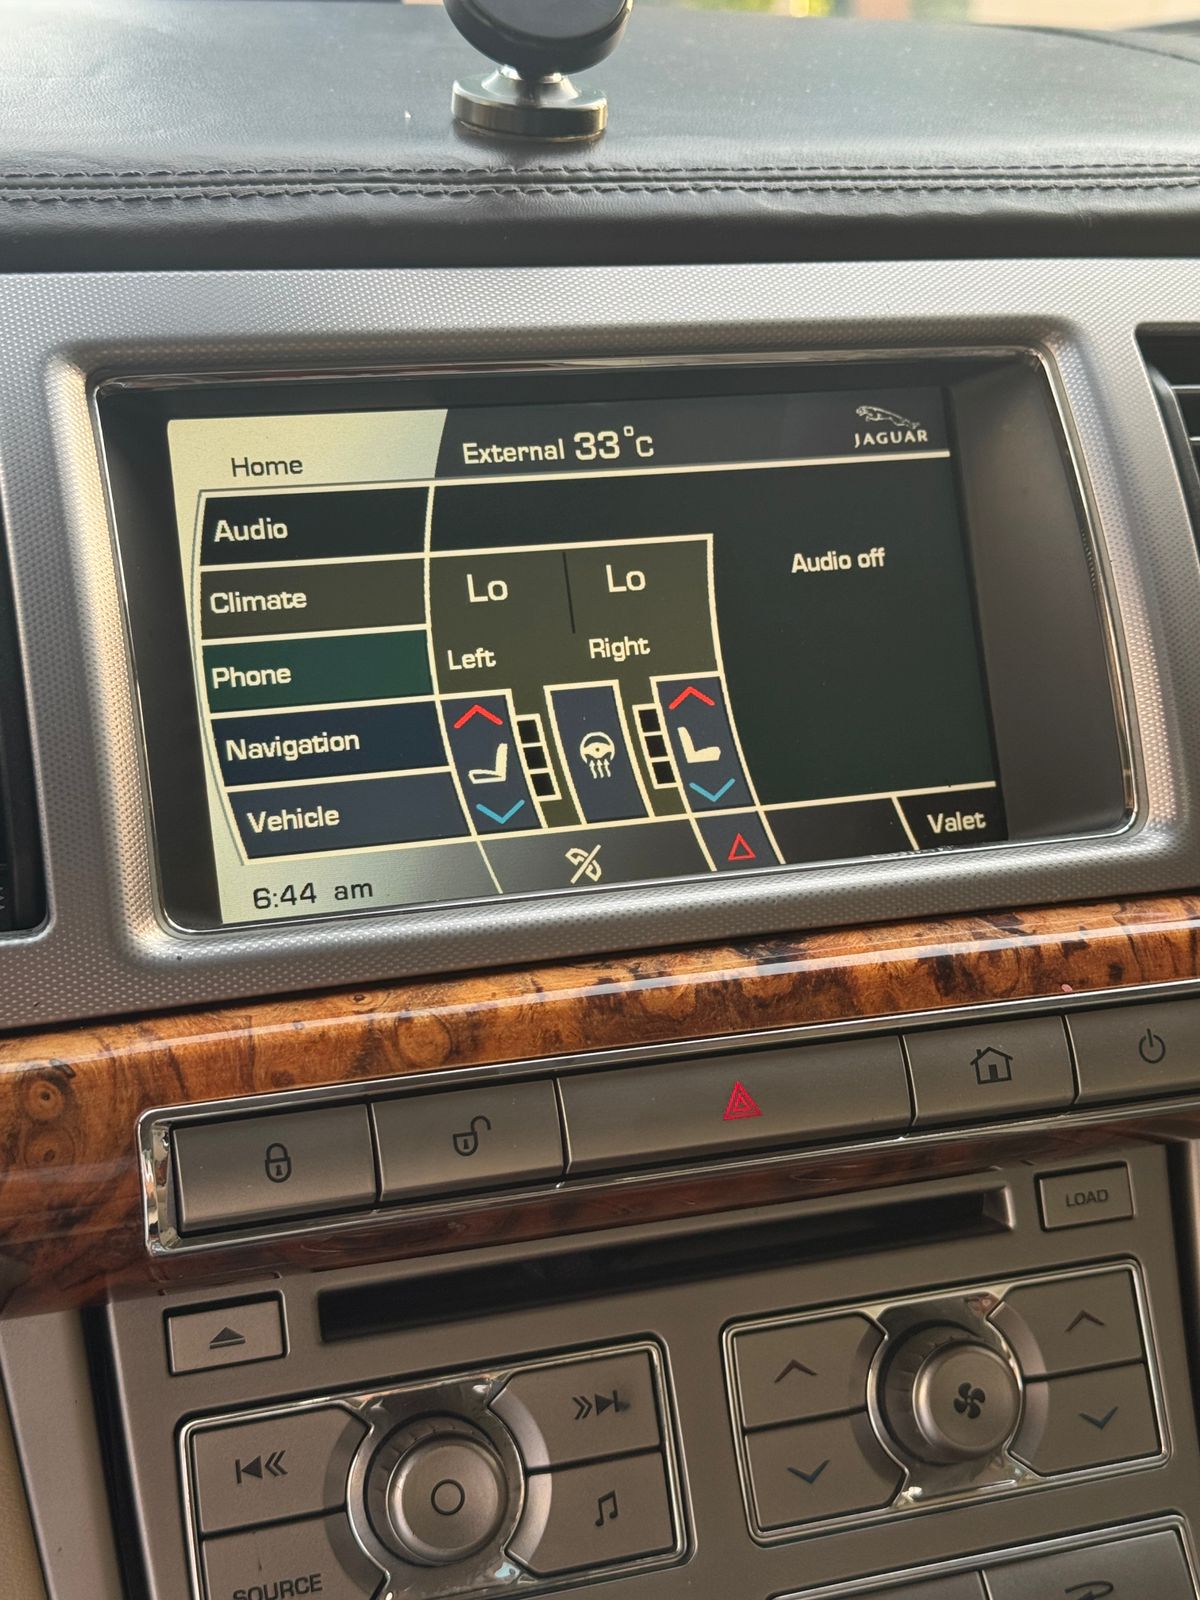 Home
External 33°C
JAGUAR
Audio
Climate
Phone
Navigation
Vehicle
Lo
Lo
Left
Right
Audio off
Valet
6:44 am
LOAD
SOURCE